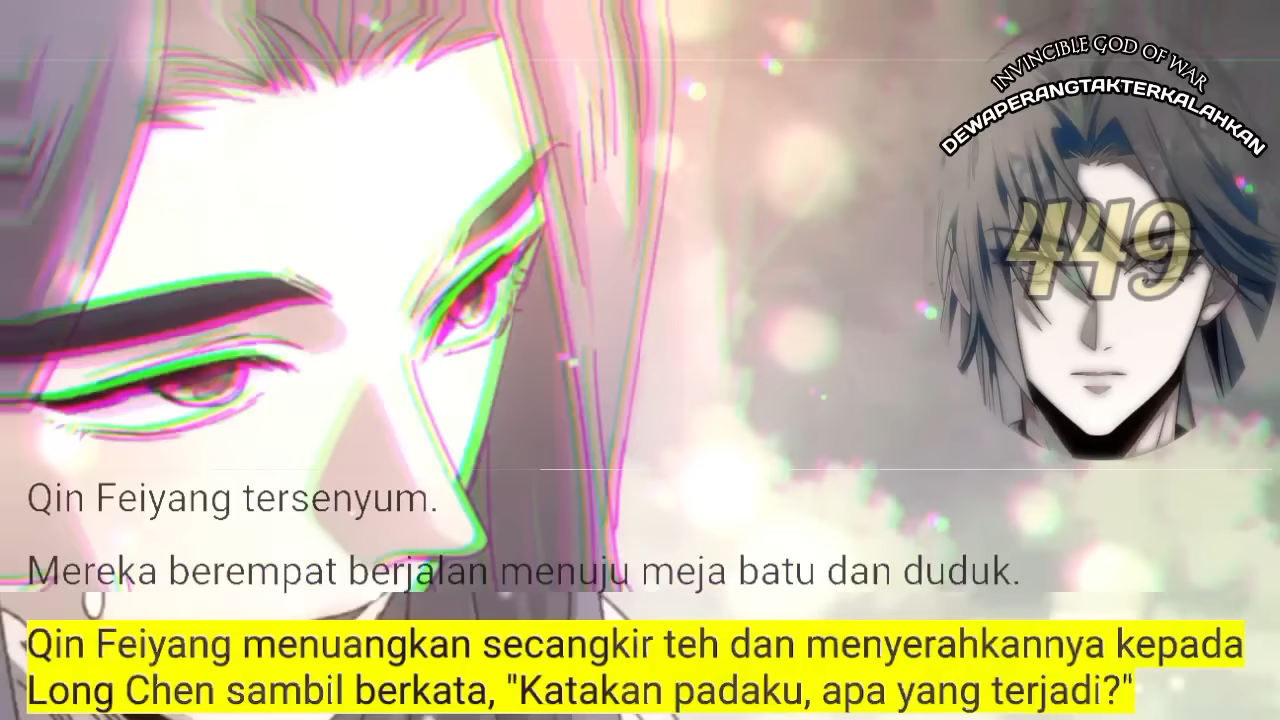 INVINCIBLE GOD OF WAR
DEWAPERANGTAKTERKALAHKAN
449
Qin Feiyang tersenyum.
Mereka berempat berjalan menuju meja batu dan duduk.
Qin Feiyang menuangkan secangkir teh dan menyerahkannya kepada
Long Chen sambil berkata, "Katakan padaku, apa yang terjadi?"